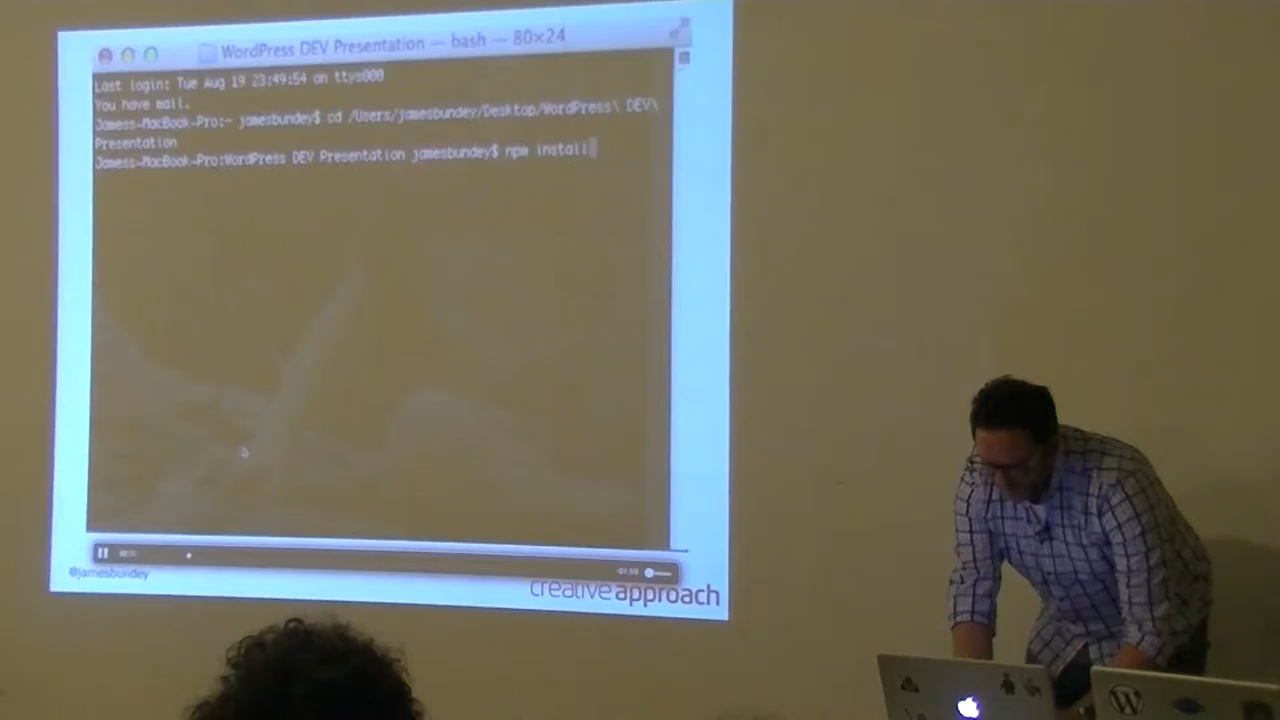 WordPress DEV Presentation — bash — 80×24
Last login: Tue Aug 19 23:49:54 on ttys000
You have mail.
Jamess-MacBook-Pro:~ jamesbundey$ cd /Users/jamesbundey/Desktop/WordPress\ DEV\
Presentation
Jamess-MacBook-Pro:WordPress DEV Presentation jamesbundey$ npm install
@jamesbundey
creative approach